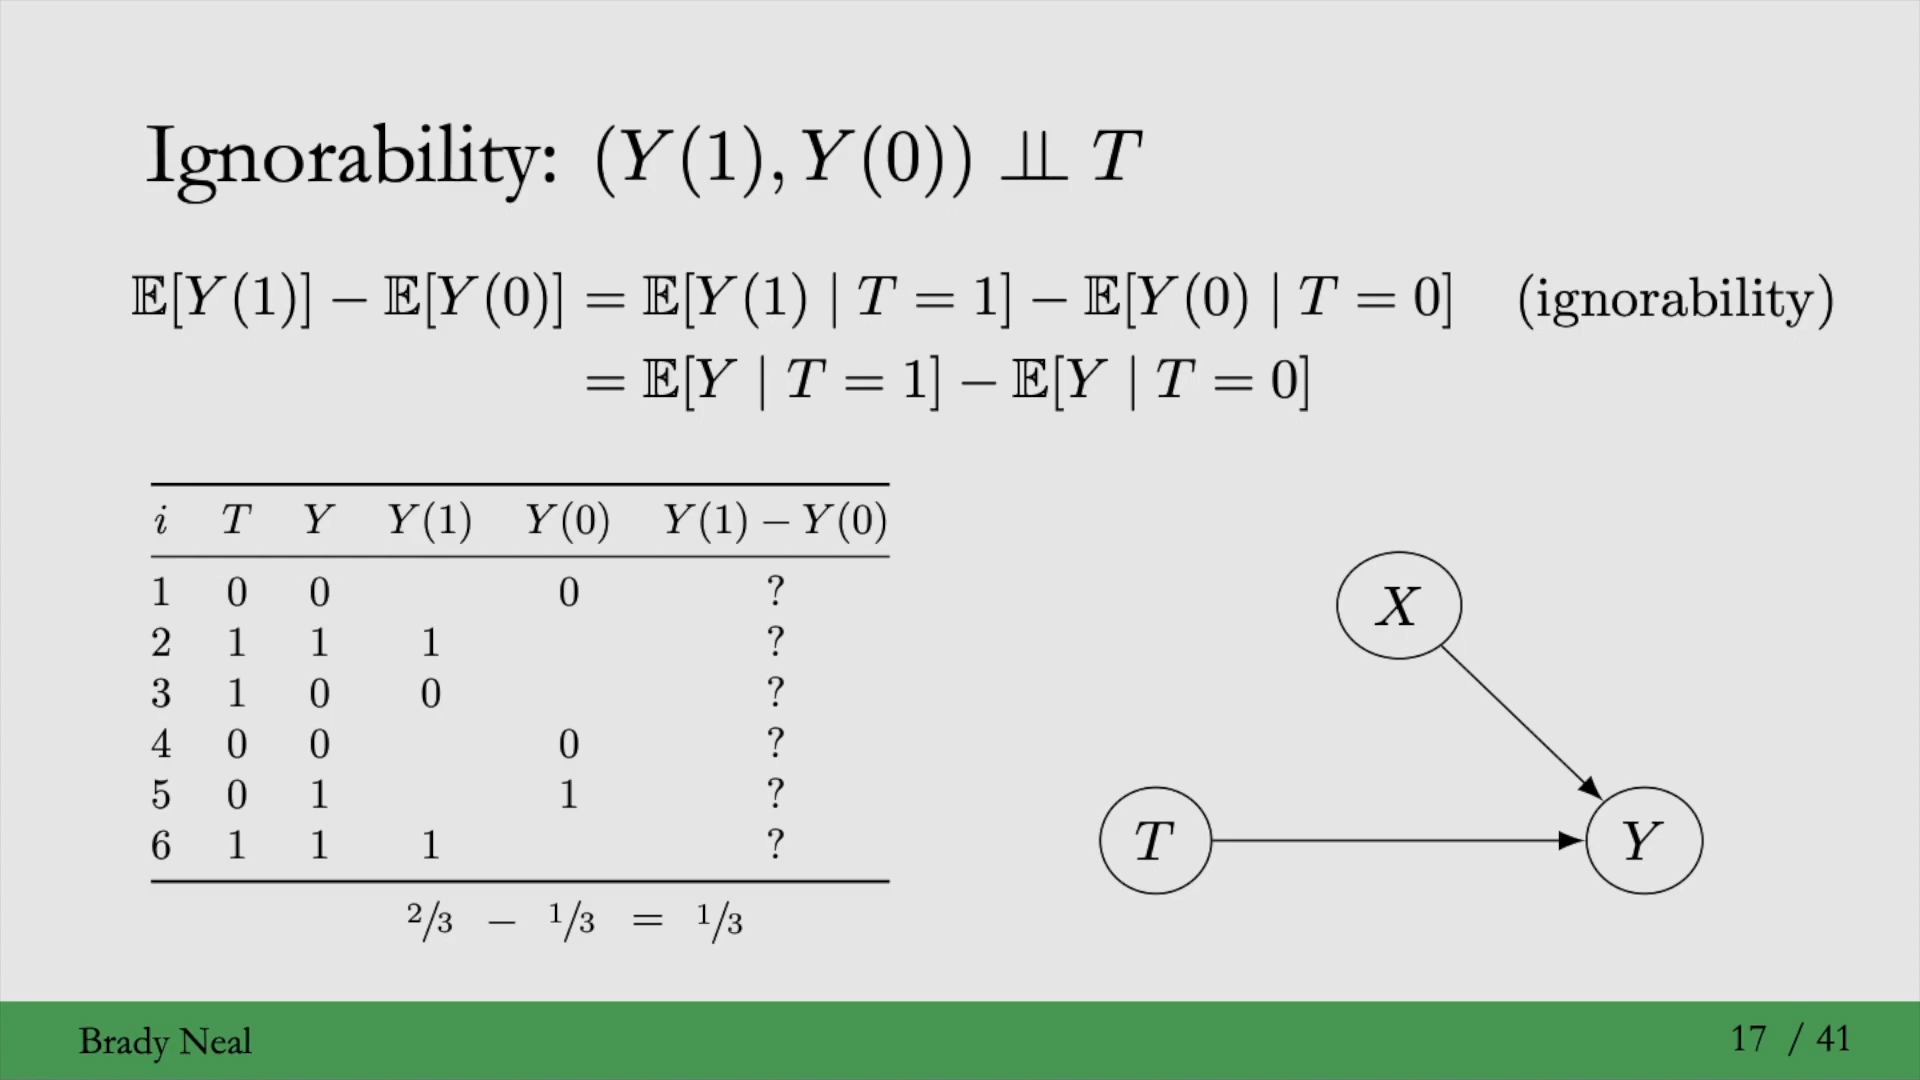 Ignorability: (Y(1), Y(0)) ⫫ T
𝔼[Y(1)] − 𝔼[Y(0)] = 𝔼[Y(1) | T = 1] − 𝔼[Y(0) | T = 0] (ignorability)
= 𝔼[Y | T = 1] − 𝔼[Y | T = 0]
i T Y Y(1) Y(0) Y(1) − Y(0)
1 0 0 0 ?
2 1 1 1 ?
3 1 0 0 ?
4 0 0 0 ?
5 0 1 1 ?
6 1 1 1 ?
2/3 − 1/3 = 1/3
X
T Y
Brady Neal 17 / 41